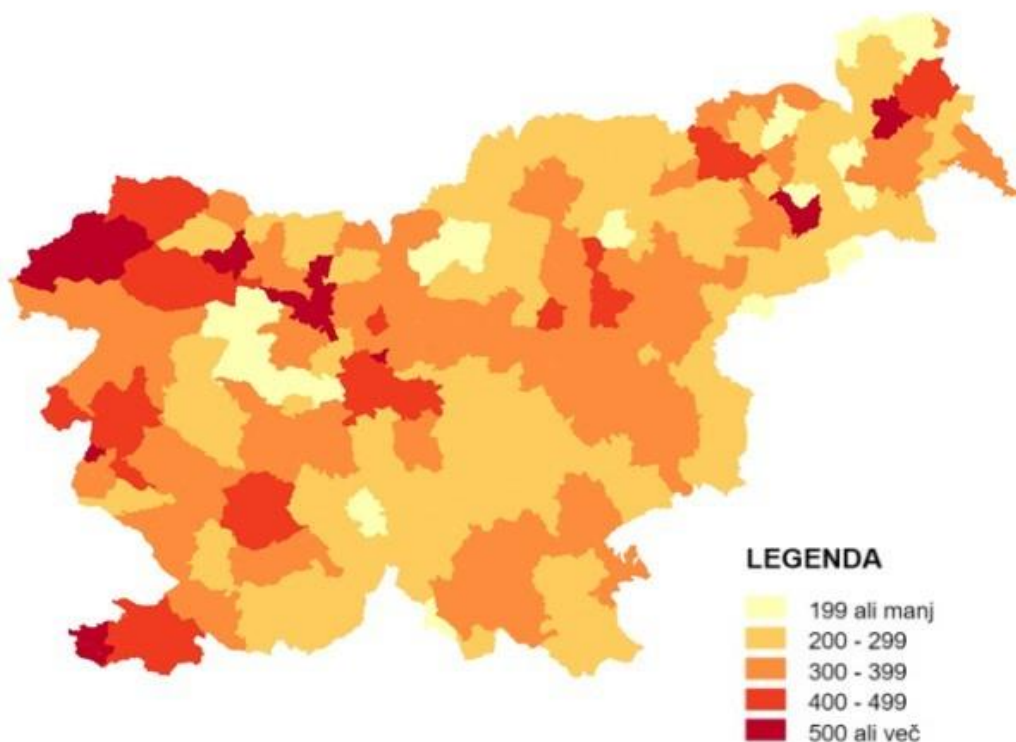 LEGENDA
199 ali manj
200 - 299
300 - 399
400 - 499
500 ali več